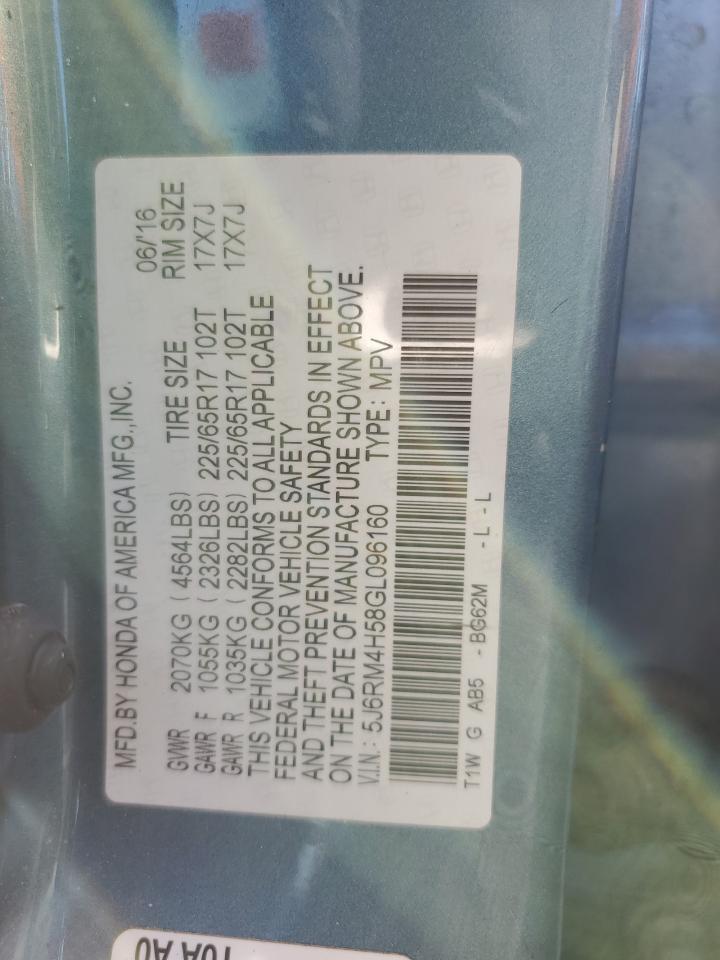 MFD.BY HONDA OF AMERICA MFG.,INC. 06/'16
GVWR 2070KG ( 4564LBS) TIRE SIZE RIM SIZE
GAWR F 1055KG ( 2326LBS) 225/65R17 102T 17X7J
GAWR R 1035KG ( 2282LBS) 225/65R17 102T 17X7J
THIS VEHICLE CONFORMS TO ALL APPLICABLE
FEDERAL MOTOR VEHICLE SAFETY
AND THEFT PREVENTION STANDARDS IN EFFECT
ON THE DATE OF MANUFACTURE SHOWN ABOVE.
V.I.N.: 5J6RM4H58GL096160 TYPE: MPV
T1W G AB5 -BG62M -L-L